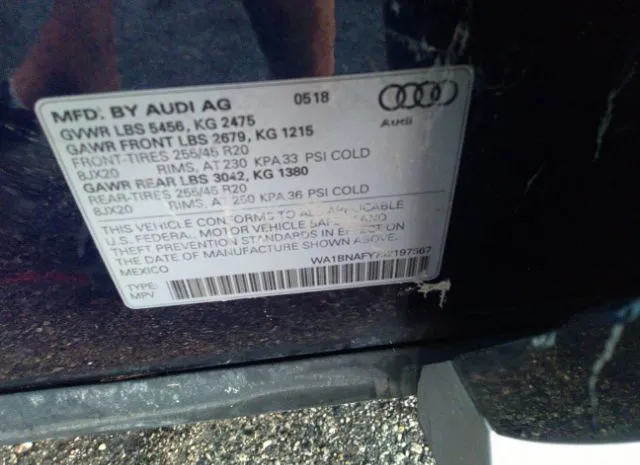 MFD. BY AUDI AG 0518
Audi
GVWR LBS 5456, KG 2475
GAWR FRONT LBS 2679, KG 1215
FRONT-TIRES 255/45 R20
8JX20 RIMS, AT 230 KPA 33 PSI COLD
GAWR REAR LBS 3042, KG 1380
REAR-TIRES 255/45 R20
8JX20 RIMS, AT 250 KPA 36 PSI COLD
THIS VEHICLE CONFORMS TO ALL APPLICABLE
U.S. FEDERAL MOTOR VEHICLE SAFETY AND
THEFT PREVENTION STANDARDS IN EFFECT ON
THE DATE OF MANUFACTURE SHOWN ABOVE.
MEXICO
TYPE:
MPV